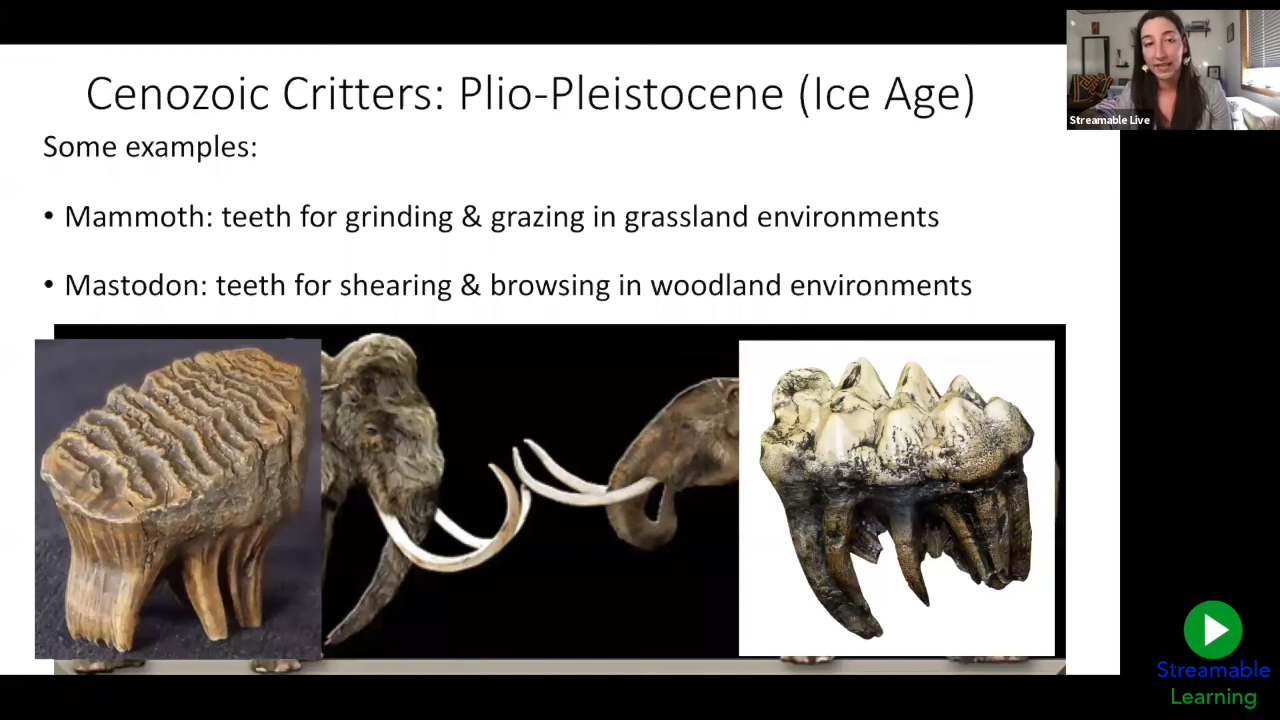 Cenozoic Critters: Plio-Pleistocene (Ice Age)
Some examples:
• Mammoth: teeth for grinding & grazing in grassland environments
• Mastodon: teeth for shearing & browsing in woodland environments
Streamable Live
Streamable
Learning